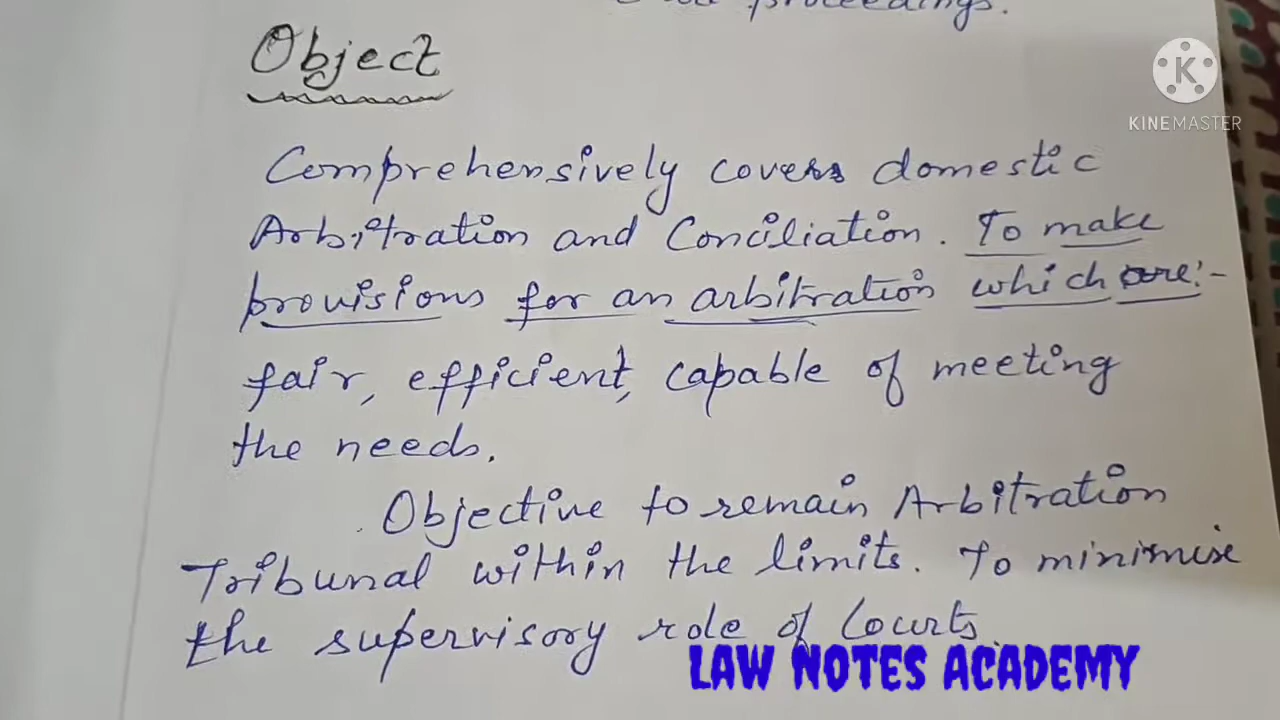 proceedings.
Object
KINEMASTER
Comprehensively covers domestic
Arbitration and Conciliation. To make
provisions for an arbitration which are:-
fair, efficient, capable of meeting
the needs.
Objective to remain Arbitration
Tribunal within the limits. To minimise
the supervisory role of Courts.
LAW NOTES ACADEMY